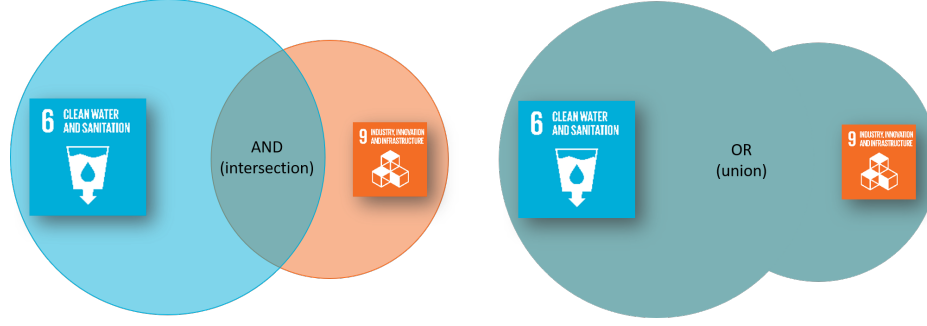 6 CLEAN WATER
AND SANITATION
AND
(intersection)
9 INDUSTRY, INNOVATION
AND INFRASTRUCTURE
6 CLEAN WATER
AND SANITATION
OR
(union)
9 INDUSTRY, INNOVATION
AND INFRASTRUCTURE